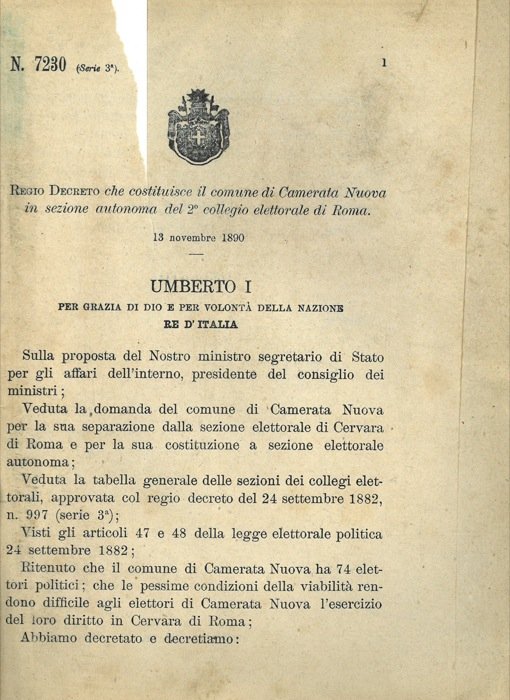 N. 7230 (Serie 3ª).
1
REGIO DECRETO che costituisce il comune di Camerata Nuova
in sezione autonoma del 2º collegio elettorale di Roma.
13 novembre 1890
UMBERTO I
PER GRAZIA DI DIO E PER VOLONTÀ DELLA NAZIONE
RE D'ITALIA
Sulla proposta del Nostro ministro segretario di Stato
per gli affari dell'interno, presidente del consiglio dei
ministri;
Veduta la domanda del comune di Camerata Nuova
per la sua separazione dalla sezione elettorale di Cervara
di Roma e per la sua costituzione a sezione elettorale
autonoma;
Veduta la tabella generale delle sezioni dei collegi elet-
torali, approvata col regio decreto del 24 settembre 1882,
n. 997 (serie 3ª);
Visti gli articoli 47 e 48 della legge elettorale politica
24 settembre 1882;
Ritenuto che il comune di Camerata Nuova ha 74 elet-
tori politici; che le pessime condizioni della viabilità ren-
dono difficile agli elettori di Camerata Nuova l'esercizio
del loro diritto in Cervara di Roma;
Abbiamo decretato e decretiamo: